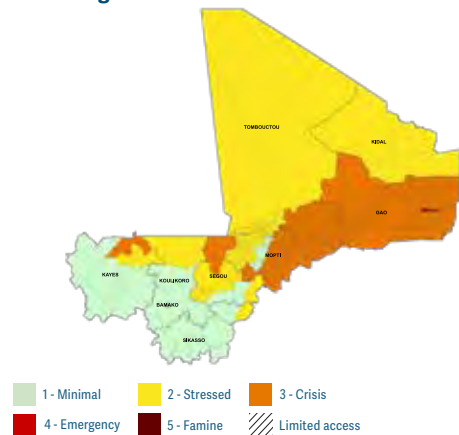 TOMBOUCTOU
KIDAL
GAO
MOPTI
KAYES
KOULIKORO
SEGOU
BAMAKO
SIKASSO
1 - Minimal
2 - Stressed
3 - Crisis
4 - Emergency
5 - Famine
Limited access